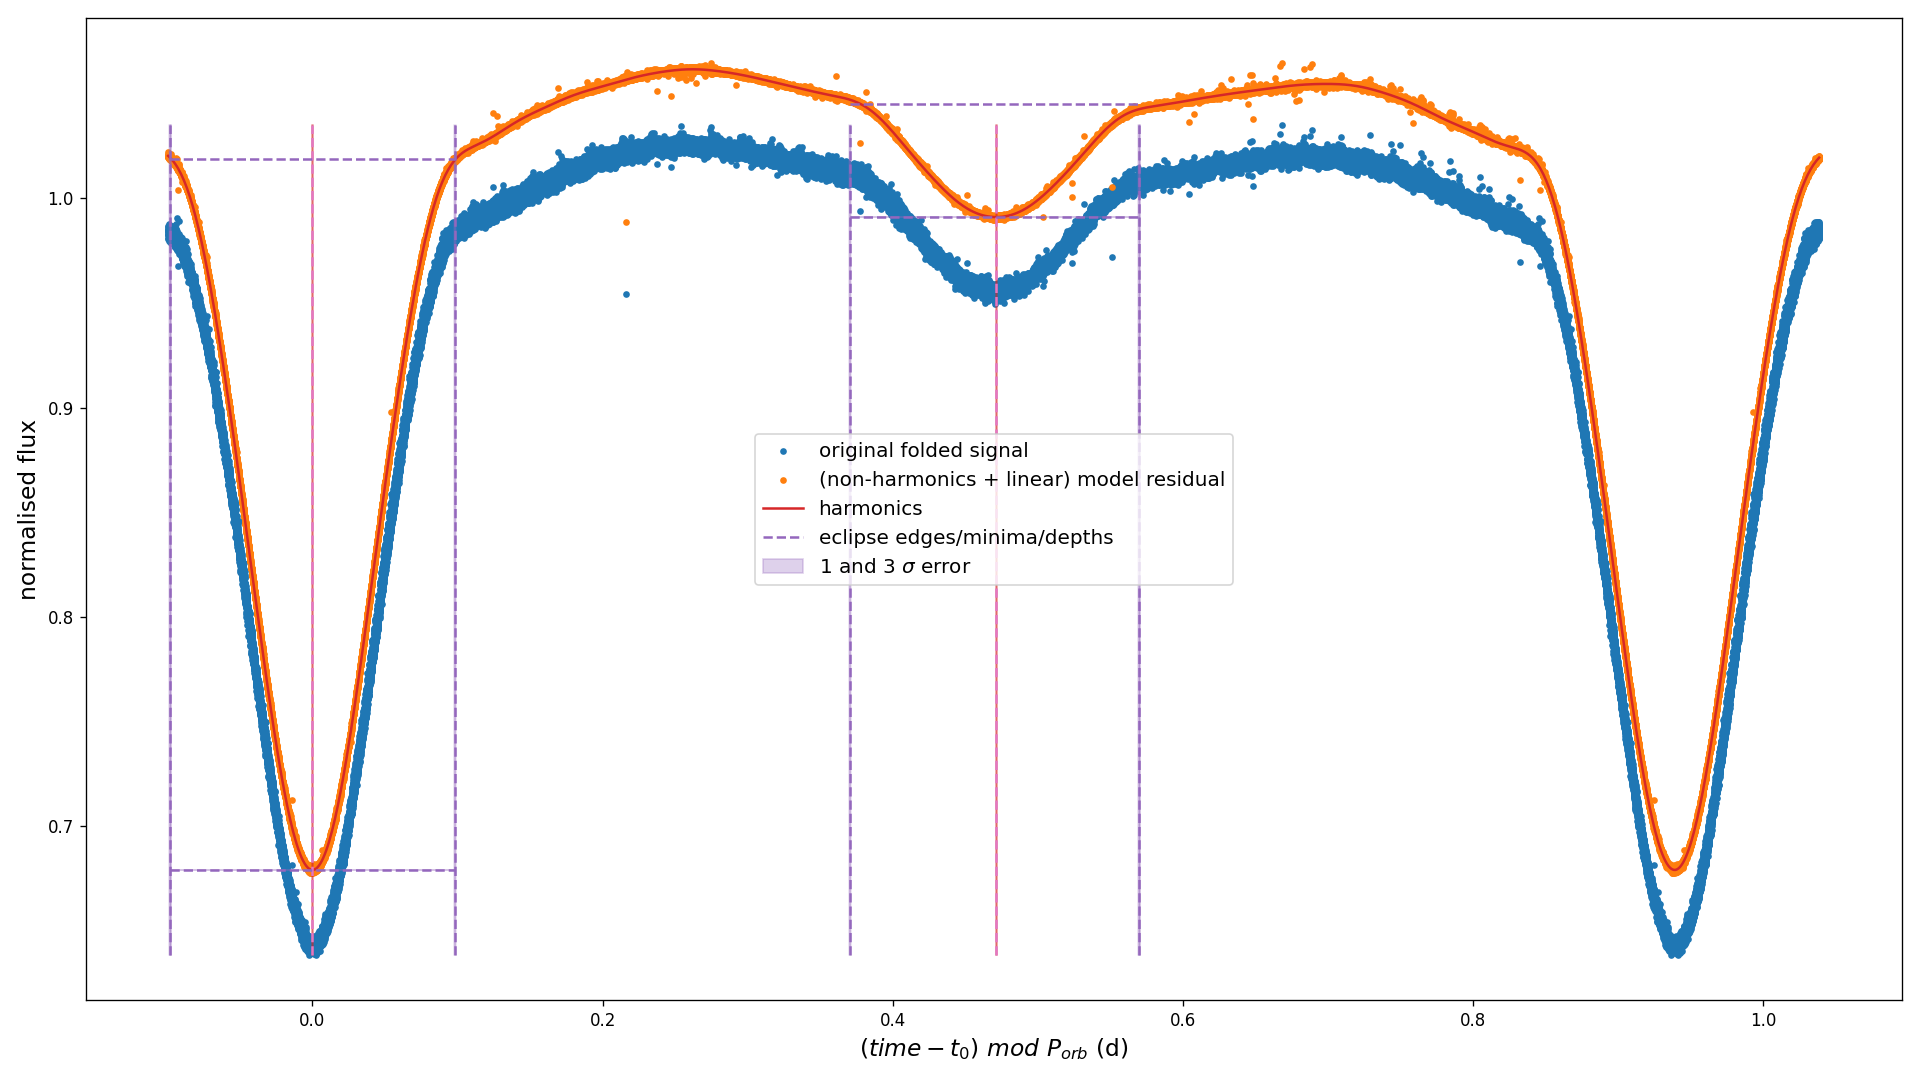 normalised flux
1.0
0.9
0.8
0.7
original folded signal
(non-harmonics + linear) model residual
harmonics
eclipse edges/minima/depths
1 and 3 σ error
0.0 0.2 0.4 0.6 0.8 1.0
(time − t₀) mod Pₒᵣb (d)